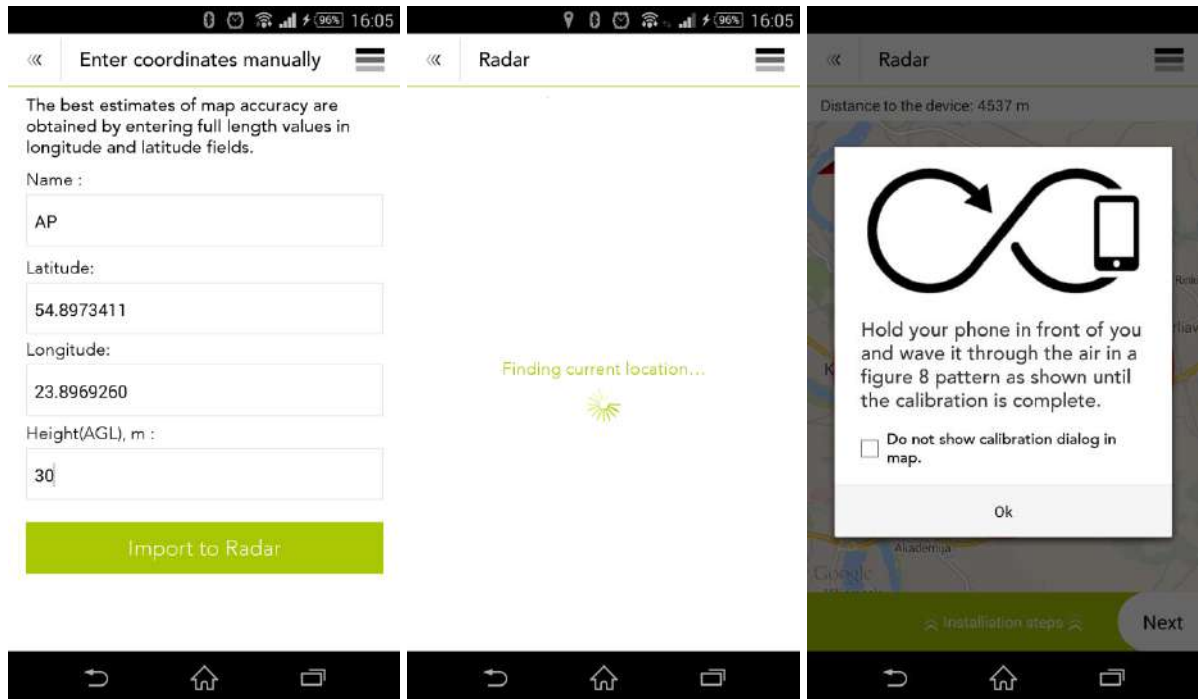 96% 16:05
Enter coordinates manually
The best estimates of map accuracy are
obtained by entering full length values in
longitude and latitude fields.
Name :
AP
Latitude:
54.8973411
Longitude:
23.8969260
Height(AGL), m :
30
Import to Radar
96% 16:05
Radar
Finding current location...
Radar
Distance to the device: 4537 m
Hold your phone in front of you
and wave it through the air in a
figure 8 pattern as shown until
the calibration is complete.
Do not show calibration dialog in
map.
Ok
Akademija
Google
Installiation steps
Next